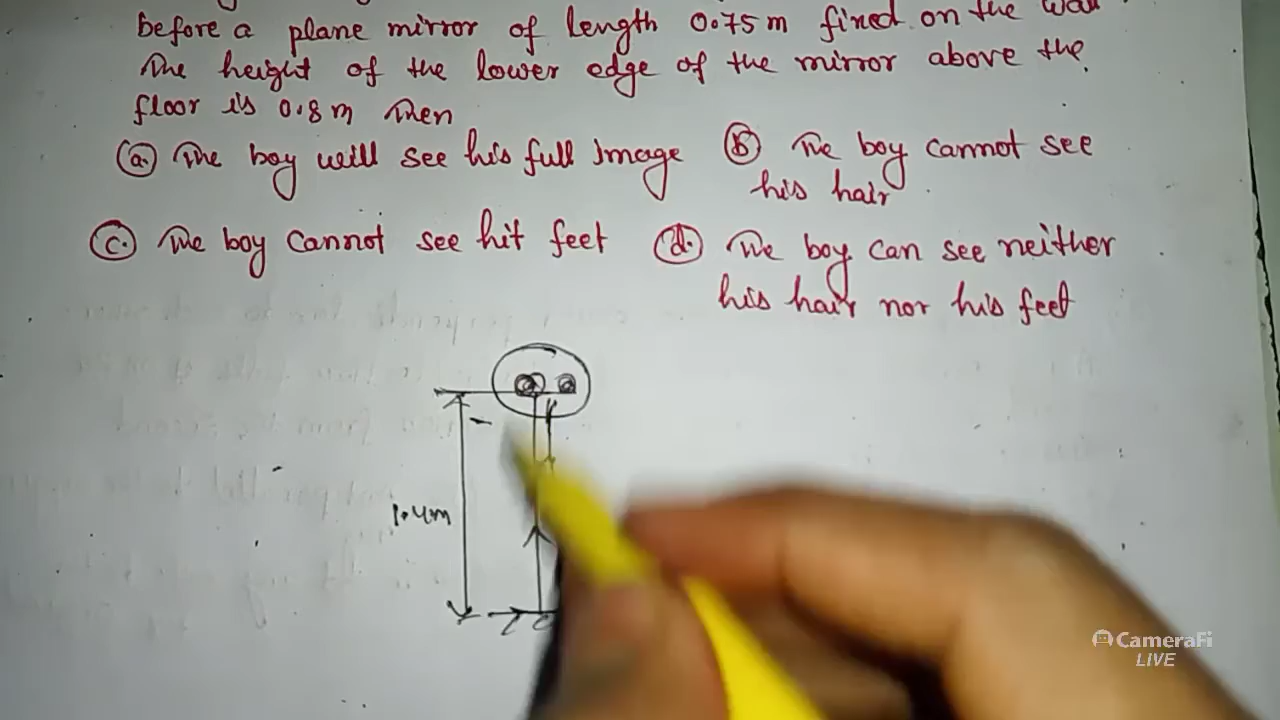 before a plane mirror of length 0.75 m fixed on the wall
The height of the lower edge of the mirror above the
floor is 0.8 m Then
(a.) The boy will see his full Image
(b) The boy cannot see
his hair
(c.) The boy cannot see hit feet
(d.) The boy can see neither
his hair nor his feet
1.4m
CameraFi
LIVE